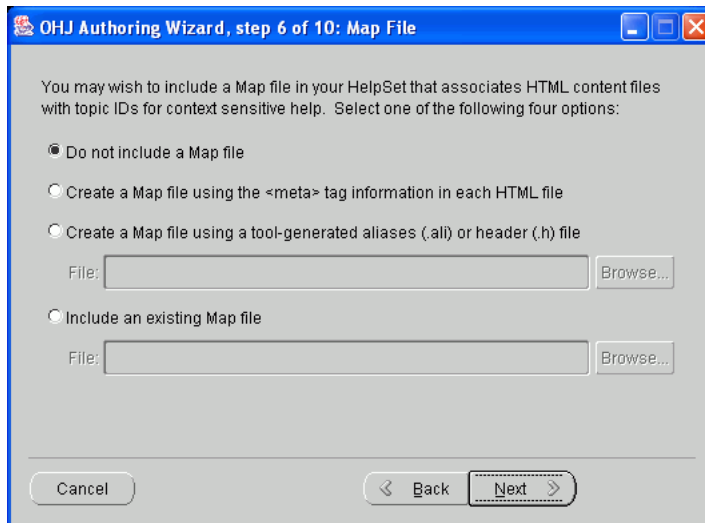 OHJ Authoring Wizard, step 6 of 10: Map File
You may wish to include a Map file in your HelpSet that associates HTML content files
with topic IDs for context sensitive help. Select one of the following four options:
Do not include a Map file
Create a Map file using the <meta> tag information in each HTML file
Create a Map file using a tool-generated aliases (.ali) or header (.h) file
File: Browse...
Include an existing Map file
File: Browse...
Cancel Back Next